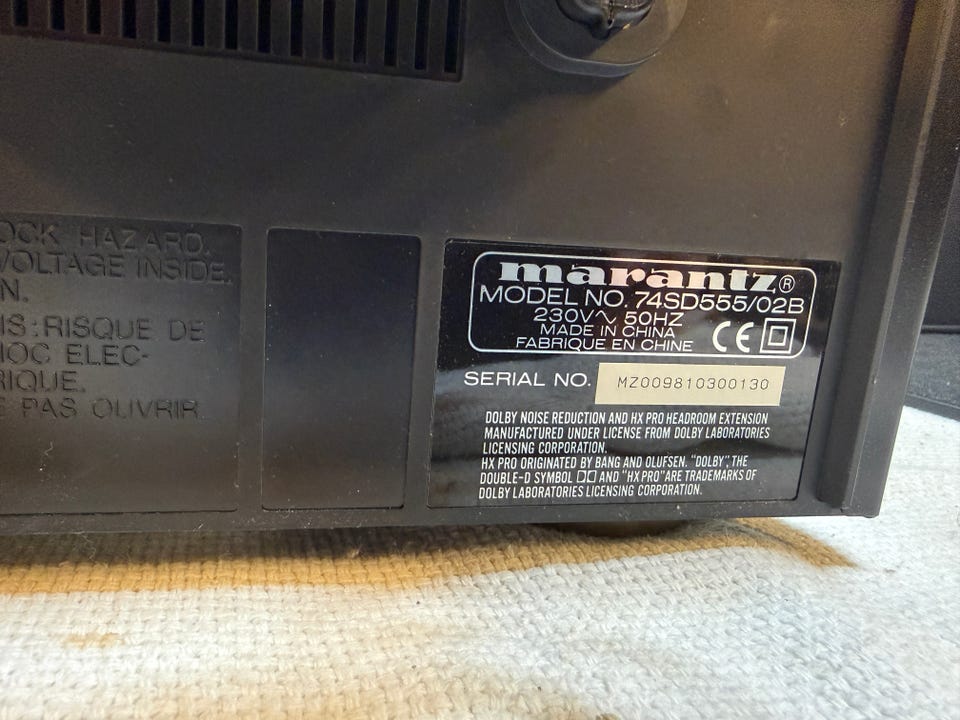 OCK HAZARD.
VOLTAGE INSIDE.
N.
IS: RISQUE DE
OC ELEC-
RIQUE.
PAS OUVRIR.
marantz®
MODEL NO. 74SD555/02B
230V~ 50HZ
MADE IN CHINA
FABRIQUE EN CHINE
CE
SERIAL NO. MZ009810300130
DOLBY NOISE REDUCTION AND HX PRO HEADROOM EXTENSION
MANUFACTURED UNDER LICENSE FROM DOLBY LABORATORIES
LICENSING CORPORATION.
HX PRO ORIGINATED BY BANG AND OLUFSEN. "DOLBY", THE
DOUBLE-D SYMBOL AND "HX PRO" ARE TRADEMARKS OF
DOLBY LABORATORIES LICENSING CORPORATION.